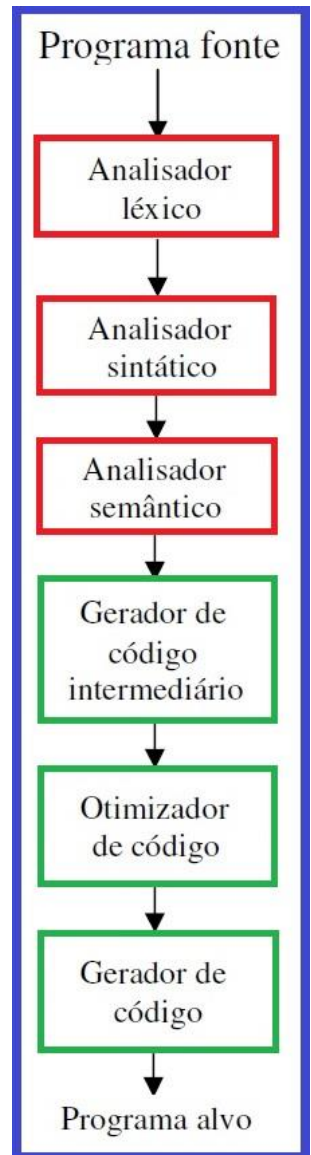 Programa fonte
Analisador
léxico
Analisador
sintático
Analisador
semântico
Gerador de
código
intermediário
Otimizador
de código
Gerador de
código
Programa alvo